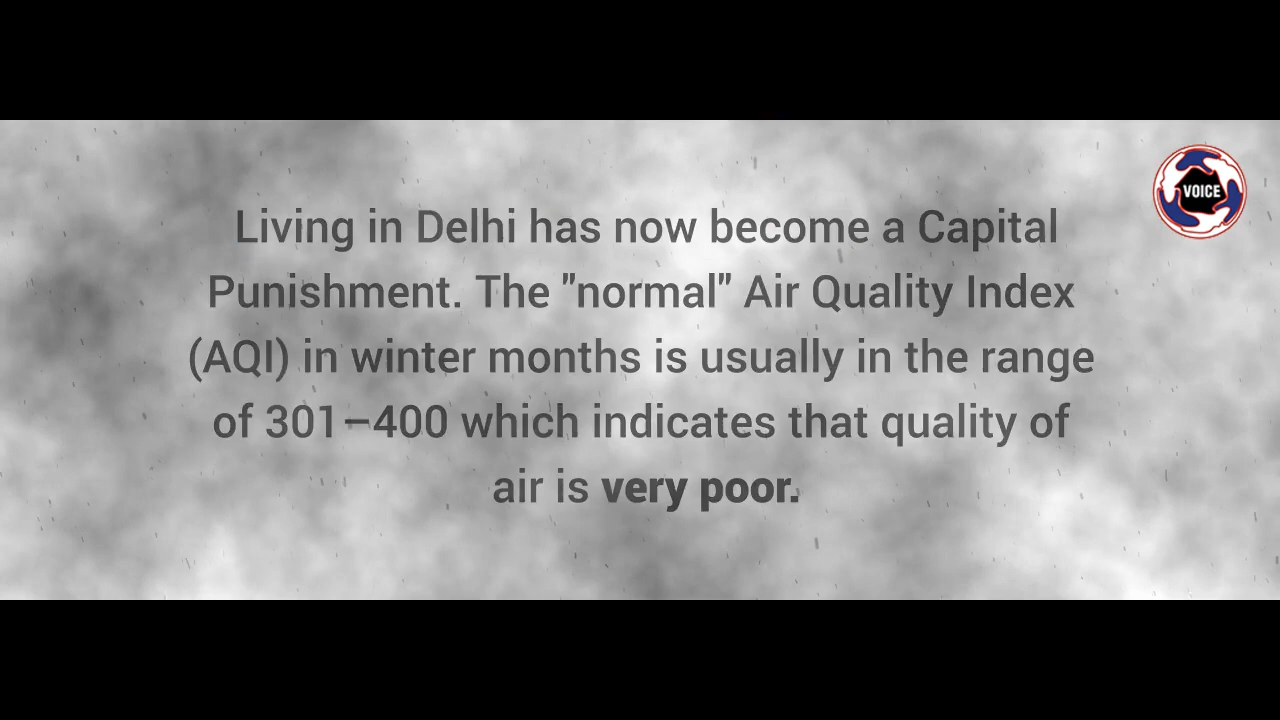 VOICE
Living in Delhi has now become a Capital
Punishment. The "normal" Air Quality Index
(AQI) in winter months is usually in the range
of 301–400 which indicates that quality of
air is very poor.